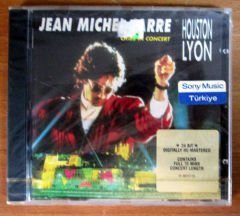 JEAN MICHEL JARRE
HOUSTON
LYON
CITIES IN CONCERT
Sony Music
Türkiye
★ 20 BIT ★
DIGITALLY RE-MASTERED
CONTAINS
FULL 70 MINS
CONCERT LENGTH